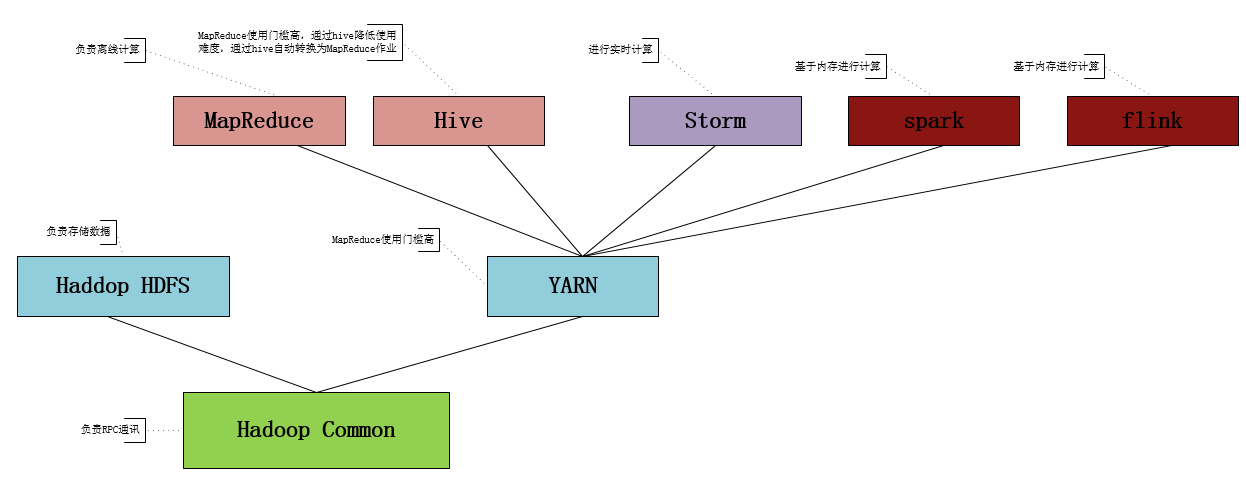 MapReduce使用门槛高，通过hive降低使用
难度，通过hive自动转换为MapReduce作业
负责离线计算
进行实时计算
基于内存进行计算
基于内存进行计算
MapReduce
Hive
Storm
spark
flink
负责存储数据
MapReduce使用门槛高
Haddop HDFS
YARN
负责RPC通讯
Hadoop Common